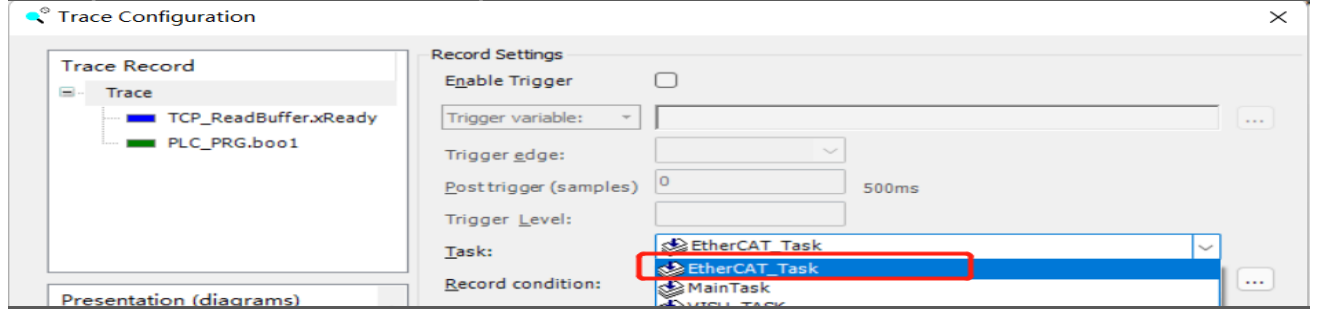 Trace Configuration
Trace Record
Trace
TCP_ReadBuffer.xReady
PLC_PRG.boo1
Presentation (diagrams)
Record Settings
Enable Trigger
Trigger variable:
...
Trigger edge:
Post trigger (samples) 0 500ms
Trigger Level:
Task: EtherCAT_Task
EtherCAT_Task
Record condition:
MainTask
...
VISU_TASK